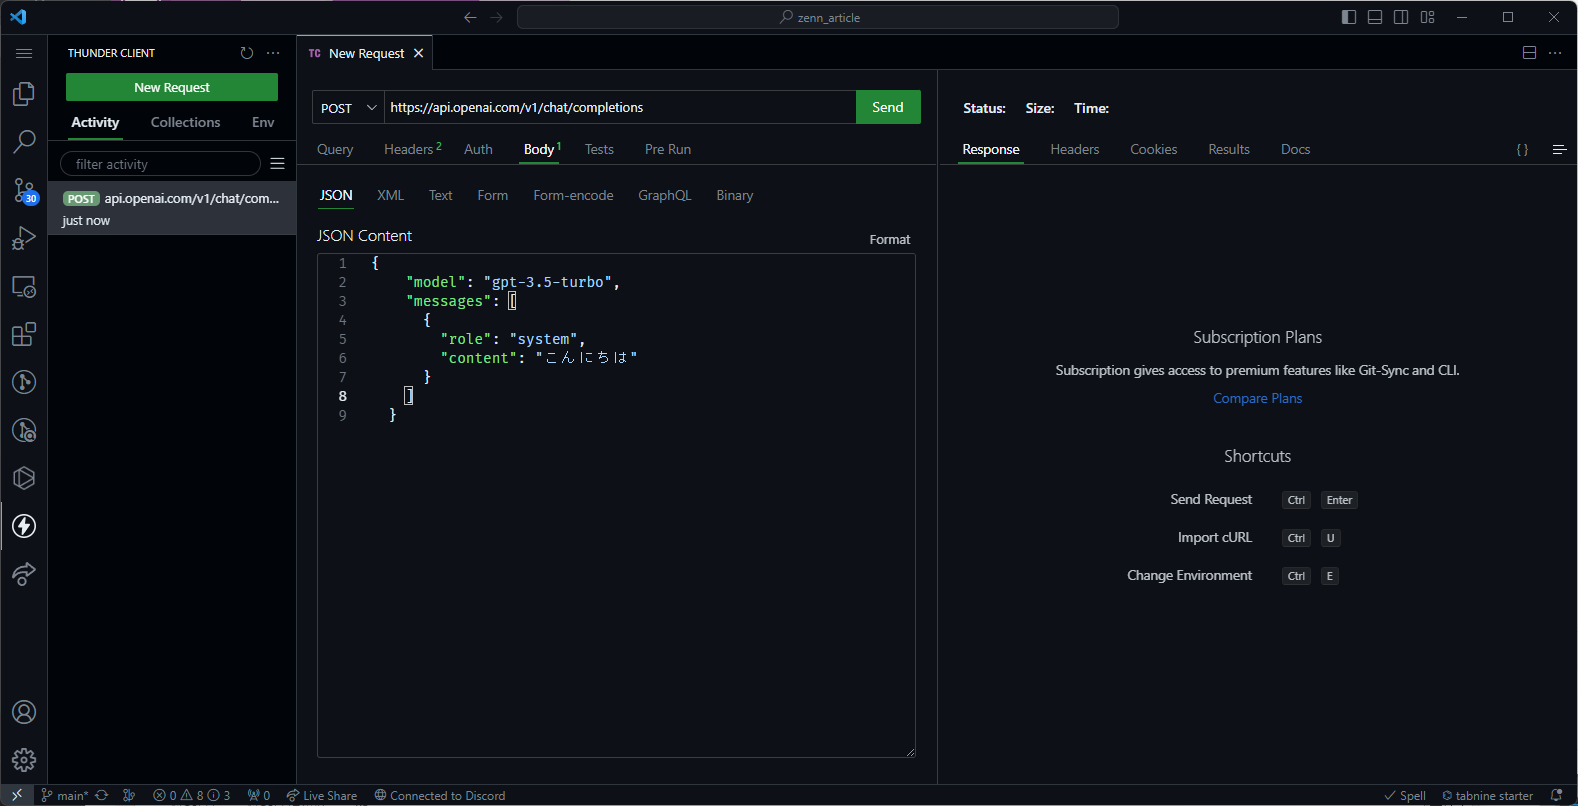 zenn_article
THUNDER CLIENT
New Request
Activity Collections Env
filter activity
POST api.openai.com/v1/chat/com...
just now
30
TC New Request
POST https://api.openai.com/v1/chat/completions Send
Query Headers 2 Auth Body 1 Tests Pre Run
JSON XML Text Form Form-encode GraphQL Binary
JSON Content Format
1 {
2 "model": "gpt-3.5-turbo",
3 "messages": [
4 {
5 "role": "system",
6 "content": "こんにちは"
7 }
8 ]
9 }
Status: Size: Time:
Response Headers Cookies Results Docs { }
Subscription Plans
Subscription gives access to premium features like Git-Sync and CLI.
Compare Plans
Shortcuts
Send Request Ctrl Enter
Import cURL Ctrl U
Change Environment Ctrl E
main* 0 8 3 0 Live Share Connected to Discord Spell tabnine starter